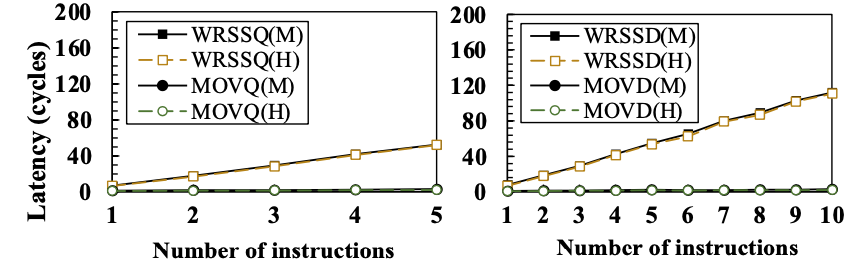 Latency (cycles)
200
160
120
80
40
0
WRSSQ(M)
WRSSQ(H)
MOVQ(M)
MOVQ(H)
1 2 3 4 5
Number of instructions
200
160
120
80
40
0
WRSSD(M)
WRSSD(H)
MOVD(M)
MOVD(H)
1 2 3 4 5 6 7 8 9 10
Number of instructions